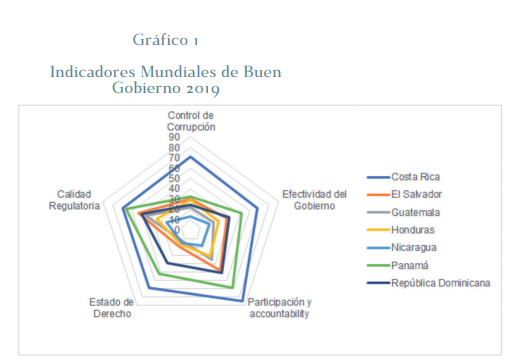 Gráfico 1
Indicadores Mundiales de Buen
Gobierno 2019
Control de
Corrupción
90
80
70
60
50
40
30
20
10
0
Efectividad del
Gobierno
Participación y
accountability
Estado de
Derecho
Calidad
Regulatoria
Costa Rica
El Salvador
Guatemala
Honduras
Nicaragua
Panamá
República Dominicana